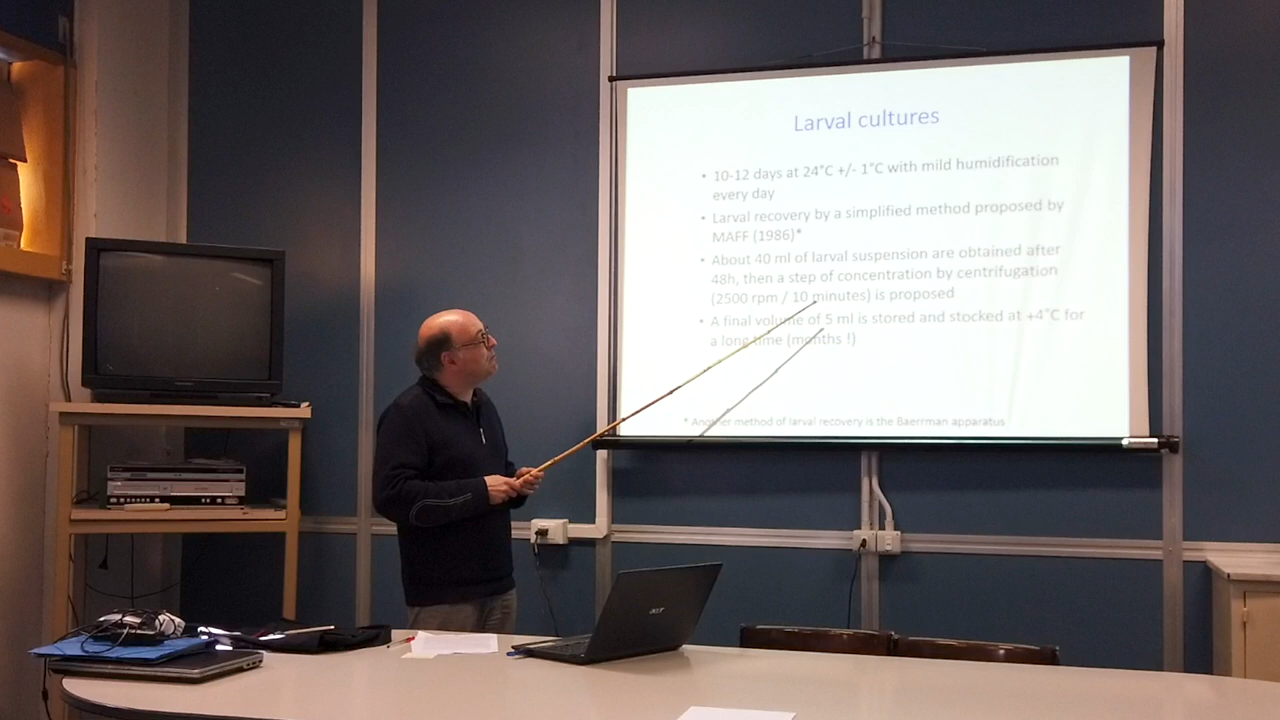 Larval cultures
• 10-12 days at 24°C +/- 1°C with mild humidification
every day
• Larval recovery by a simplified method proposed by
MAFF (1986)*
• About 40 ml of larval suspension are obtained after
48h, then a step of concentration by centrifugation
(2500 rpm / 10 minutes) is proposed
• A final volume of 5 ml is stored and stocked at +4°C for
a long time (months !)
* Another method of larval recovery is the Baerrman apparatus
acer